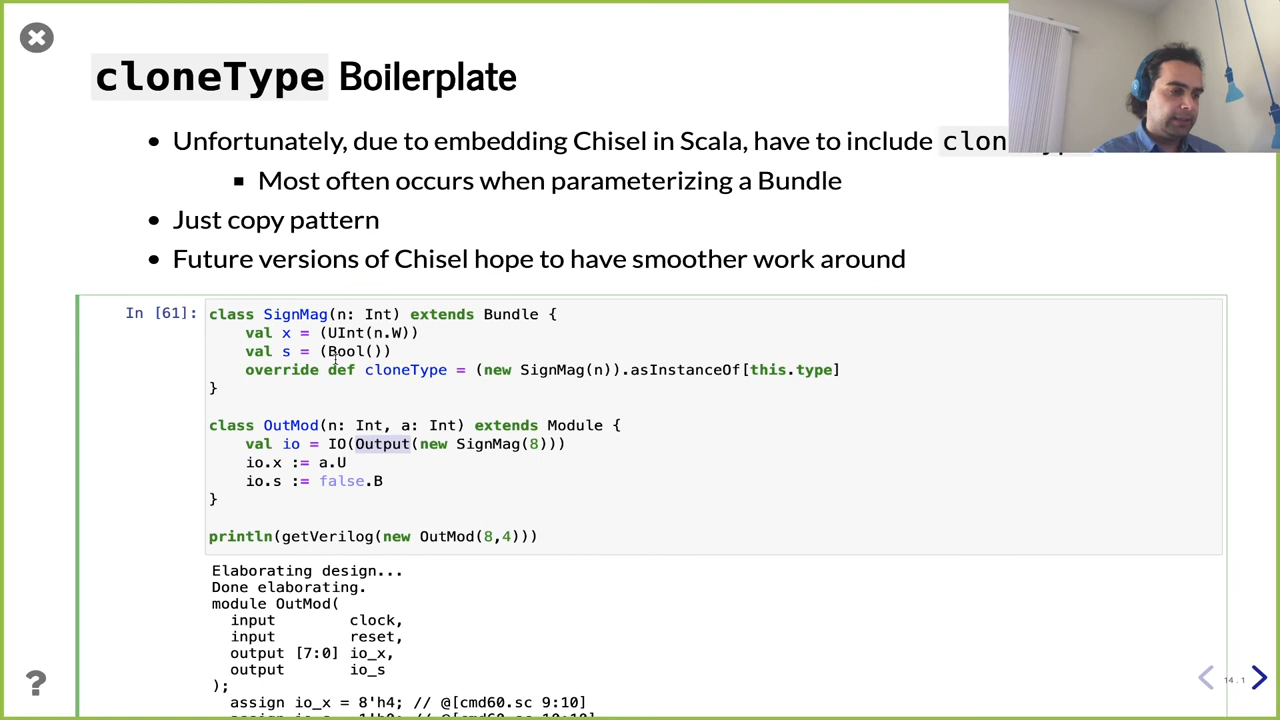 cloneType Boilerplate
• Unfortunately, due to embedding Chisel in Scala, have to include
▪ Most often occurs when parameterizing a Bundle
• Just copy pattern
• Future versions of Chisel hope to have smoother work around
In [61]: class SignMag(n: Int) extends Bundle {
val x = (UInt(n.W))
val s = (Bool())
override def cloneType = (new SignMag(n)).asInstanceOf[this.type]
}
class OutMod(n: Int, a: Int) extends Module {
val io = IO(Output(new SignMag(8)))
io.x := a.U
io.s := false.B
}
println(getVerilog(new OutMod(8,4)))
Elaborating design...
Done elaborating.
module OutMod(
input clock,
input reset,
output [7:0] io_x,
output io_s
);
assign io_x = 8'h4; // @[cmd60.sc 9:10]
?
14.1